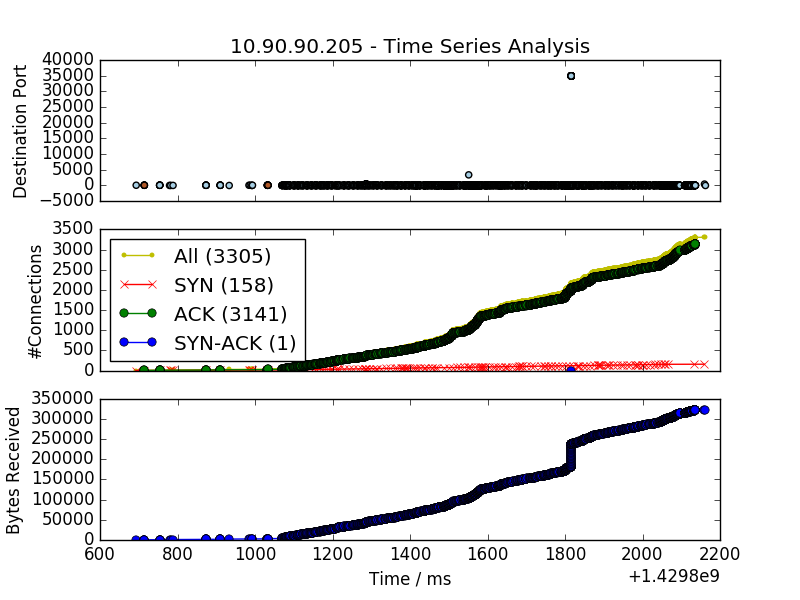 10.90.90.205 - Time Series Analysis
Destination Port
40000
35000
30000
25000
20000
15000
10000
5000
0
−5000
#Connections
3500
3000
2500
2000
1500
1000
500
0
All (3305)
SYN (158)
ACK (3141)
SYN-ACK (1)
Bytes Received
350000
300000
250000
200000
150000
100000
50000
0
600 800 1000 1200 1400 1600 1800 2000 2200
Time / ms
+1.4298e9